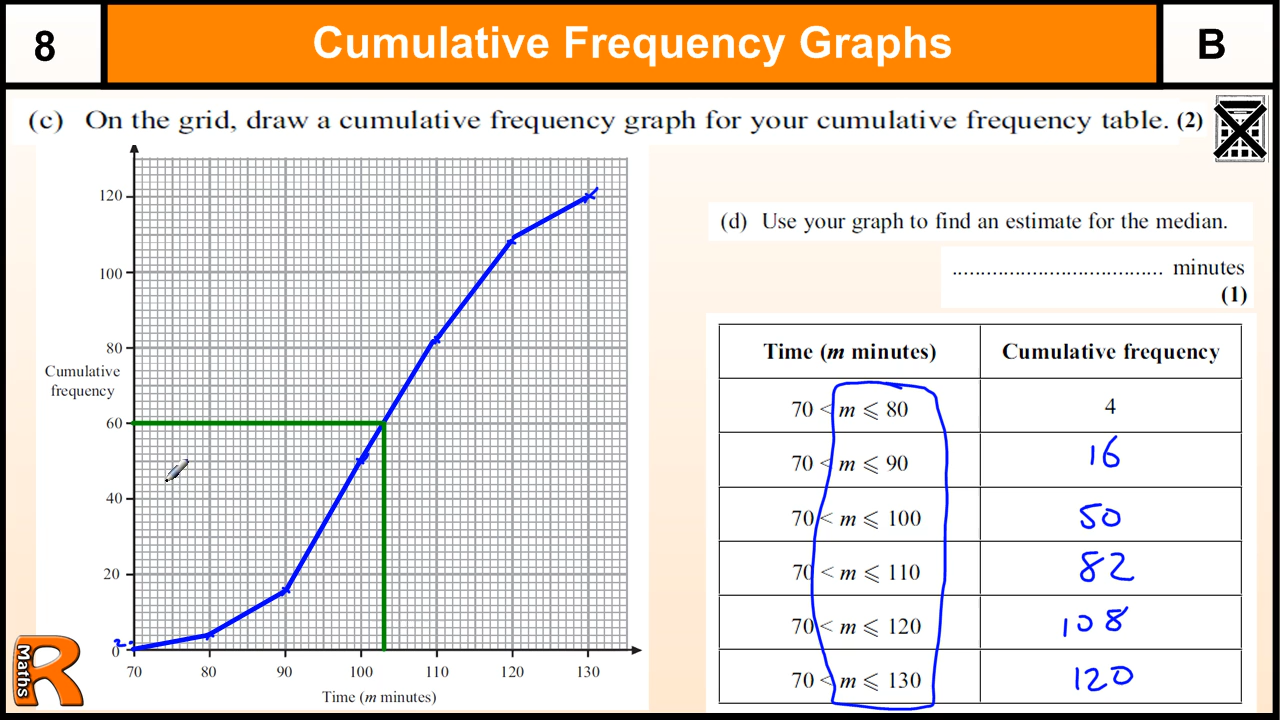 8
Cumulative Frequency Graphs
B
(c) On the grid, draw a cumulative frequency graph for your cumulative frequency table. (2)
120
100
80
Cumulative
frequency
60
40
20
2
0
70 80 90 100 110 120 130
Time (m minutes)
(d) Use your graph to find an estimate for the median.
..................................... minutes
(1)
Time (m minutes) Cumulative frequency
70 < m ⩽ 80 4
70 < m ⩽ 90 16
70 < m ⩽ 100 50
70 < m ⩽ 110 82
70 < m ⩽ 120 108
70 < m ⩽ 130 120
R
Maths